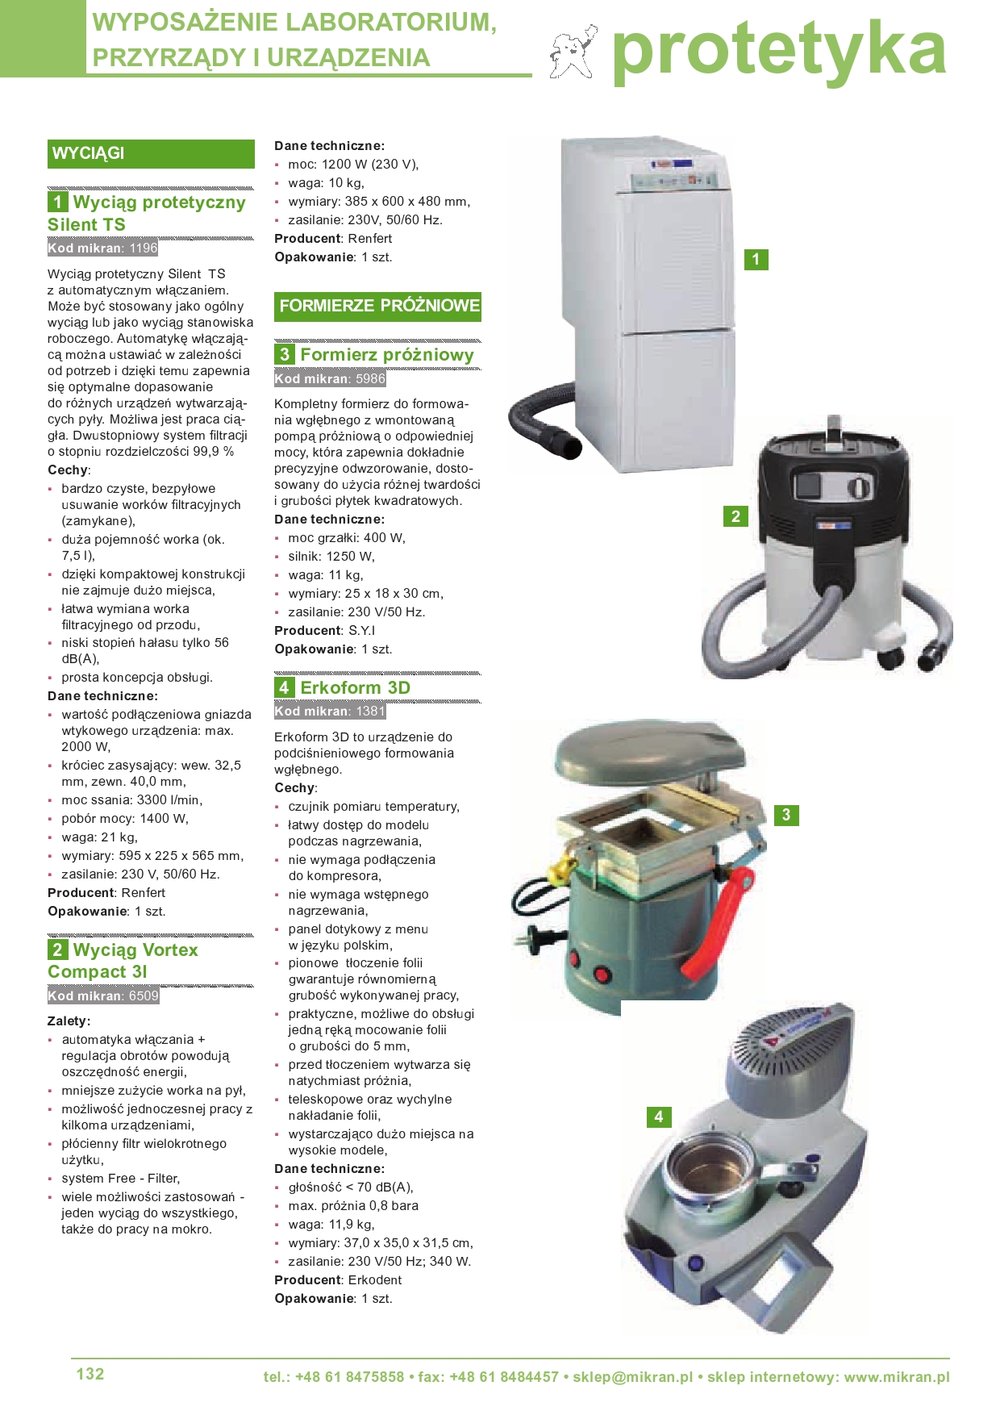 WYPOSAŻENIE LABORATORIUM,
PRZYRZĄDY I URZĄDZENIA
protetyka
WYCIĄGI
1 Wyciąg protetyczny
Silent TS
Kod mikran: 1196
Wyciąg protetyczny Silent TS
z automatycznym włączaniem.
Może być stosowany jako ogólny
wyciąg lub jako wyciąg stanowiska
roboczego. Automatykę włączają-
cą można ustawiać w zależności
od potrzeb i dzięki temu zapewnia
się optymalne dopasowanie
do różnych urządzeń wytwarzają-
cych pyły. Możliwa jest praca cią-
gła. Dwustopniowy system filtracji
o stopniu rozdzielczości 99,9 %
Cechy:
▪ bardzo czyste, bezpyłowe
usuwanie worków filtracyjnych
(zamykane),
▪ duża pojemność worka (ok.
7,5 l),
▪ dzięki kompaktowej konstrukcji
nie zajmuje dużo miejsca,
▪ łatwa wymiana worka
filtracyjnego od przodu,
▪ niski stopień hałasu tylko 56
dB(A),
▪ prosta koncepcja obsługi.
Dane techniczne:
▪ wartość podłączeniowa gniazda
wtykowego urządzenia: max.
2000 W,
▪ króciec zasysający: wew. 32,5
mm, zewn. 40,0 mm,
▪ moc ssania: 3300 l/min,
▪ pobór mocy: 1400 W,
▪ waga: 21 kg,
▪ wymiary: 595 x 225 x 565 mm,
▪ zasilanie: 230 V, 50/60 Hz.
Producent: Renfert
Opakowanie: 1 szt.
2 Wyciąg Vortex
Compact 3l
Kod mikran: 6509
Zalety:
▪ automatyka włączania +
regulacja obrotów powodują
oszczędność energii,
▪ mniejsze zużycie worka na pył,
▪ możliwość jednoczesnej pracy z
kilkoma urządzeniami,
▪ płócienny filtr wielokrotnego
użytku,
▪ system Free - Filter,
▪ wiele możliwości zastosowań -
jeden wyciąg do wszystkiego,
także do pracy na mokro.
Dane techniczne:
▪ moc: 1200 W (230 V),
▪ waga: 10 kg,
▪ wymiary: 385 x 600 x 480 mm,
▪ zasilanie: 230V, 50/60 Hz.
Producent: Renfert
Opakowanie: 1 szt.
FORMIERZE PRÓŻNIOWE
3 Formierz próżniowy
Kod mikran: 5986
Kompletny formierz do formowa-
nia wgłębnego z wmontowaną
pompą próżniową o odpowiedniej
mocy, która zapewnia dokładnie
precyzyjne odwzorowanie, dosto-
sowany do użycia różnej twardości
i grubości płytek kwadratowych.
Dane techniczne:
▪ moc grzałki: 400 W,
▪ silnik: 1250 W,
▪ waga: 11 kg,
▪ wymiary: 25 x 18 x 30 cm,
▪ zasilanie: 230 V/50 Hz.
Producent: S.Y.I
Opakowanie: 1 szt.
4 Erkoform 3D
Kod mikran: 1381
Erkoform 3D to urządzenie do
podciśnieniowego formowania
wgłębnego.
Cechy:
▪ czujnik pomiaru temperatury,
▪ łatwy dostęp do modelu
podczas nagrzewania,
▪ nie wymaga podłączenia
do kompresora,
▪ nie wymaga wstępnego
nagrzewania,
▪ panel dotykowy z menu
w języku polskim,
▪ pionowe tłoczenie folii
gwarantuje równomierną
grubość wykonywanej pracy,
▪ praktyczne, możliwe do obsługi
jedną ręką mocowanie folii
o grubości do 5 mm,
▪ przed tłoczeniem wytwarza się
natychmiast próżnia,
▪ teleskopowe oraz wychylne
nakładanie folii,
▪ wystarczająco dużo miejsca na
wysokie modele,
Dane techniczne:
▪ głośność < 70 dB(A),
▪ max. próżnia 0,8 bara
▪ waga: 11,9 kg,
▪ wymiary: 37,0 x 35,0 x 31,5 cm,
▪ zasilanie: 230 V/50 Hz; 340 W.
Producent: Erkodent
Opakowanie: 1 szt.
1
2
3
4
132
tel.: +48 61 8475858 • fax: +48 61 8484457 • sklep@mikran.pl • sklep internetowy: www.mikran.pl